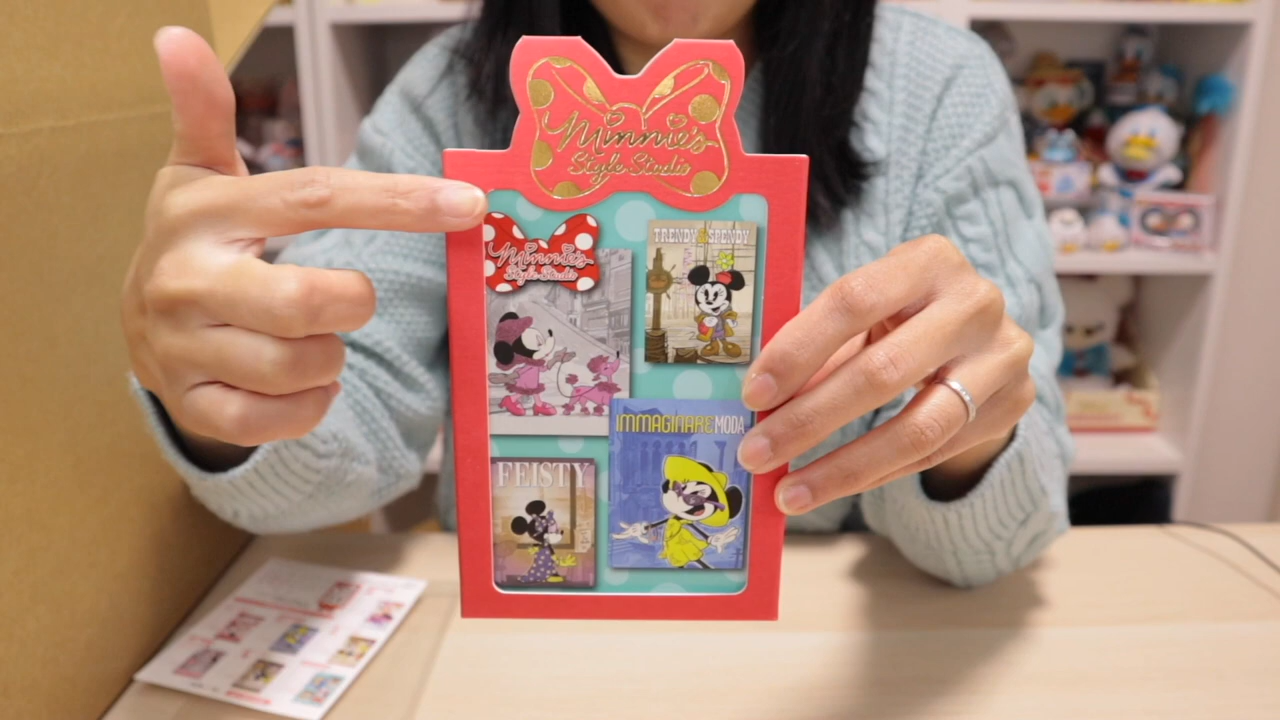 Minnie's
Style Studio
Minnie's
Style Studio
TRENDY & SPENDY
IMMAGINARE MODA
FEISTY